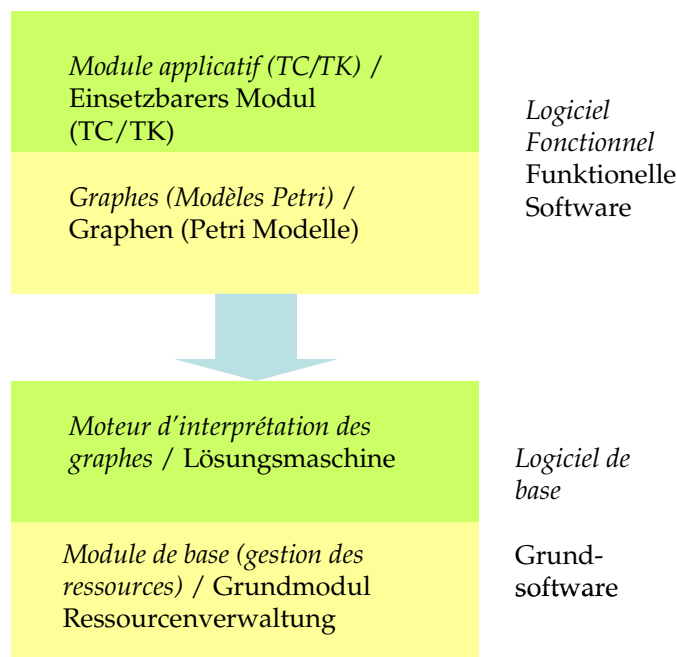 Module applicatif (TC/TK) /
Einsetzbarers Modul
(TC/TK)
Graphes (Modèles Petri) /
Graphen (Petri Modelle)
Logiciel
Fonctionnel
Funktionelle
Software
Moteur d'interprétation des
graphes / Lösungsmaschine
Module de base (gestion des
ressources) / Grundmodul
Ressourcenverwaltung
Logiciel de
base
Grund-
software